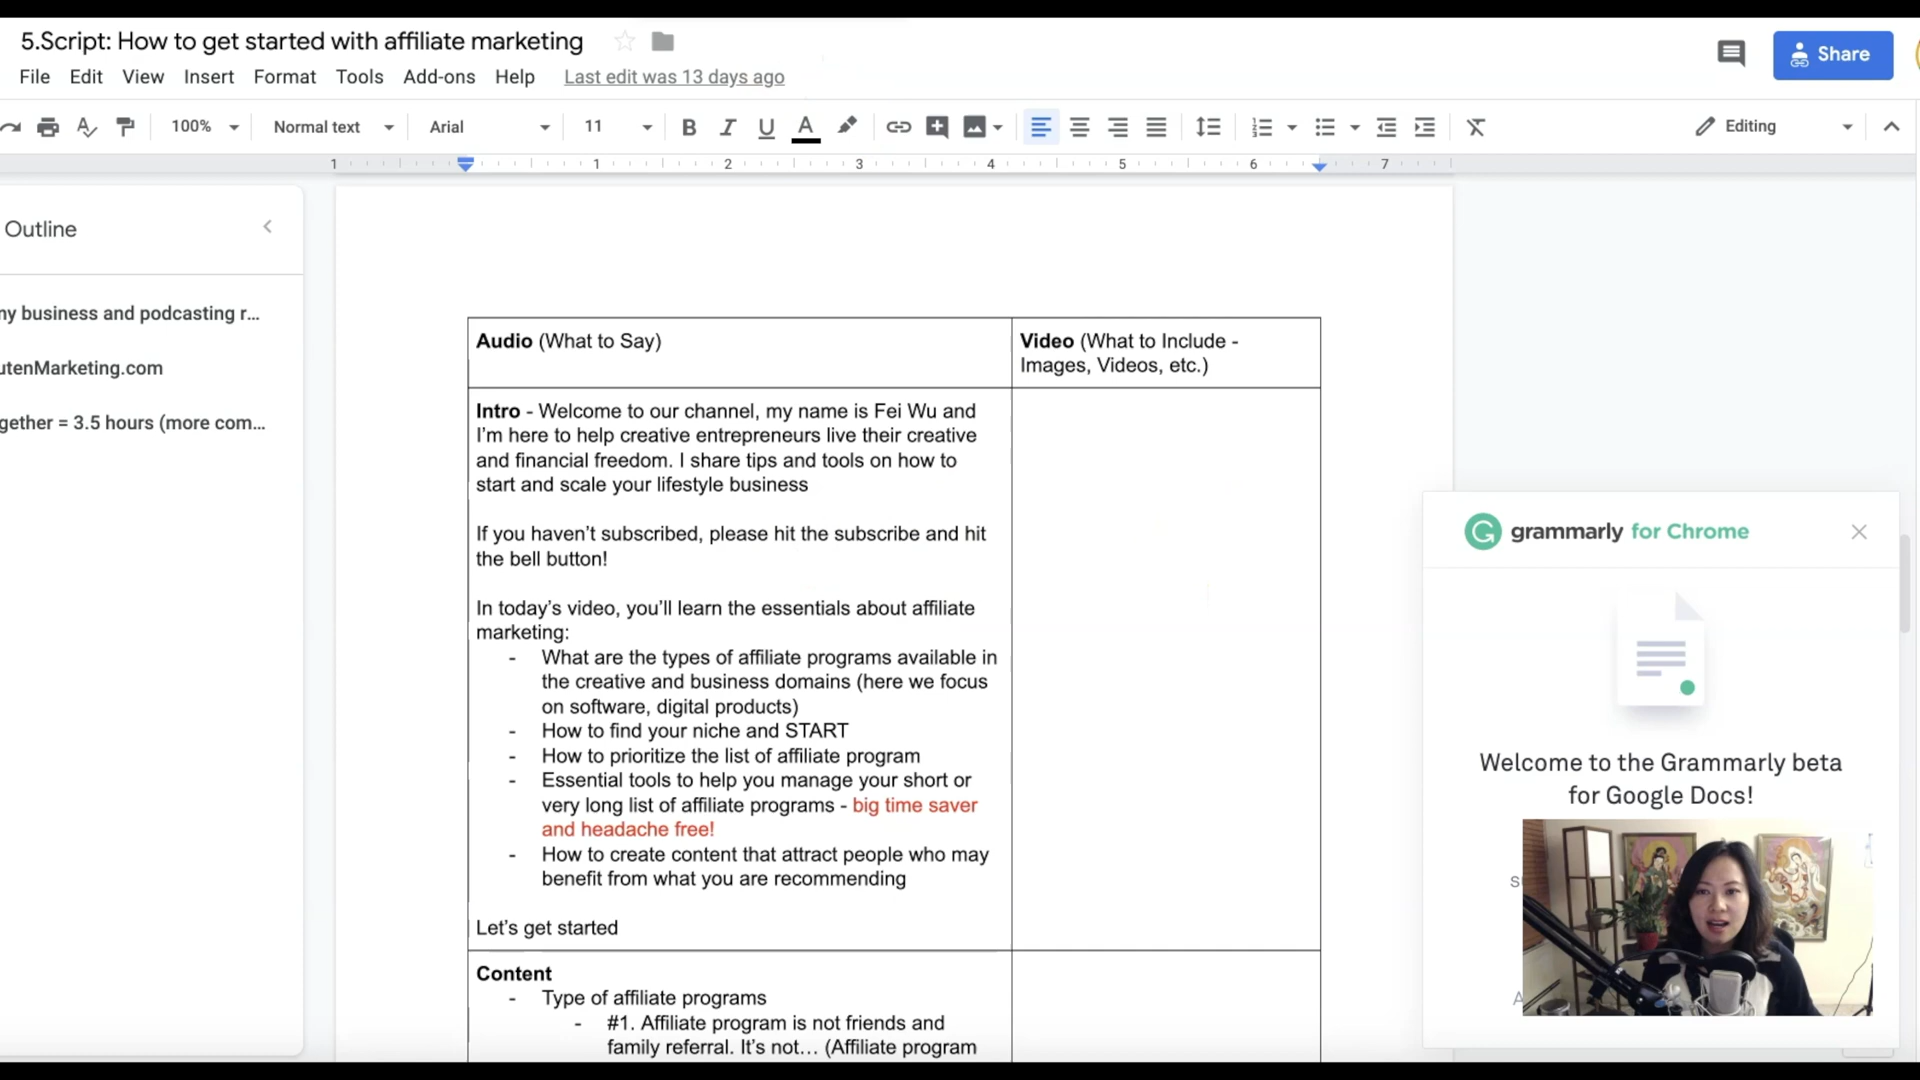 5.Script: How to get started with affiliate marketing
File Edit View Insert Format Tools Add-ons Help Last edit was 13 days ago
Share
100% Normal text Arial 11 B I U A Editing
1 1 2 3 4 5 6 7
Outline
ny business and podcasting r...
utenMarketing.com
gether = 3.5 hours (more com...
Audio (What to Say)
Video (What to Include -
Images, Videos, etc.)
Intro - Welcome to our channel, my name is Fei Wu and
I'm here to help creative entrepreneurs live their creative
and financial freedom. I share tips and tools on how to
start and scale your lifestyle business
If you haven't subscribed, please hit the subscribe and hit
the bell button!
In today's video, you'll learn the essentials about affiliate
marketing:
- What are the types of affiliate programs available in
the creative and business domains (here we focus
on software, digital products)
- How to find your niche and START
- How to prioritize the list of affiliate program
- Essential tools to help you manage your short or
very long list of affiliate programs - big time saver
and headache free!
- How to create content that attract people who may
benefit from what you are recommending
Let's get started
Content
- Type of affiliate programs
- #1. Affiliate program is not friends and
family referral. It's not... (Affiliate program
grammarly for Chrome
Welcome to the Grammarly beta
for Google Docs!